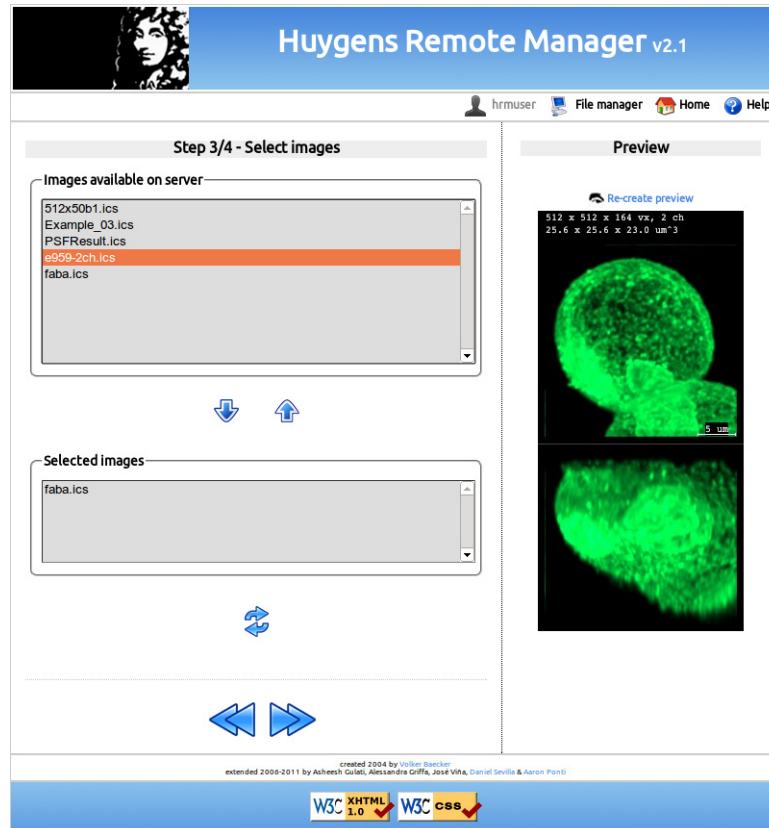 Huygens Remote Manager v2.1
hrmuser File manager Home Help
Step 3/4 - Select images
Images available on server
512x50b1.ics
Example_03.ics
PSFResult.ics
e959-2ch.ics
faba.ics
Selected images
faba.ics
Preview
Re-create preview
512 x 512 x 164 vx, 2 ch
25.6 x 25.6 x 23.0 um^3
5 um
created 2004 by Volker Baecker
extended 2006-2011 by Asheesh Gulati, Alessandra Griffa, José Viña, Daniel Sevilla & Aaron Ponti
W3C XHTML 1.0
W3C css